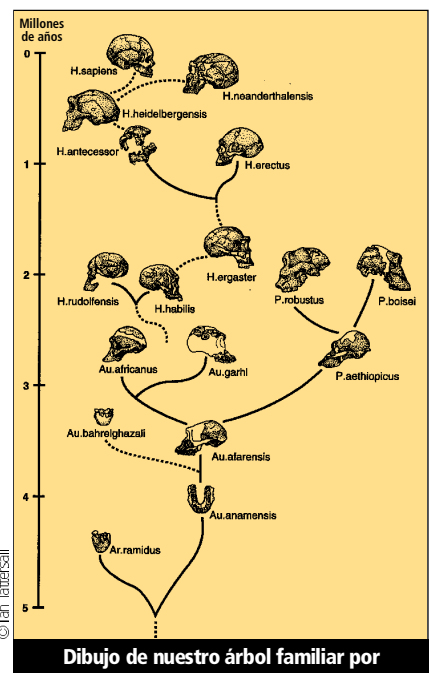 Millones
de años
0
H.sapiens
H.neanderthalensis
H.heidelbergensis
1
H.antecessor
H.erectus
H.ergaster
2
H.rudolfensis
H.habilis
P.robustus
P.boisei
Au.africanus
Au.garhi
P.aethiopicus
3
Au.bahrelghazali
Au.afarensis
4
Au.anamensis
Ar.ramidus
5
© Ian Tattersall
Dibujo de nuestro árbol familiar por